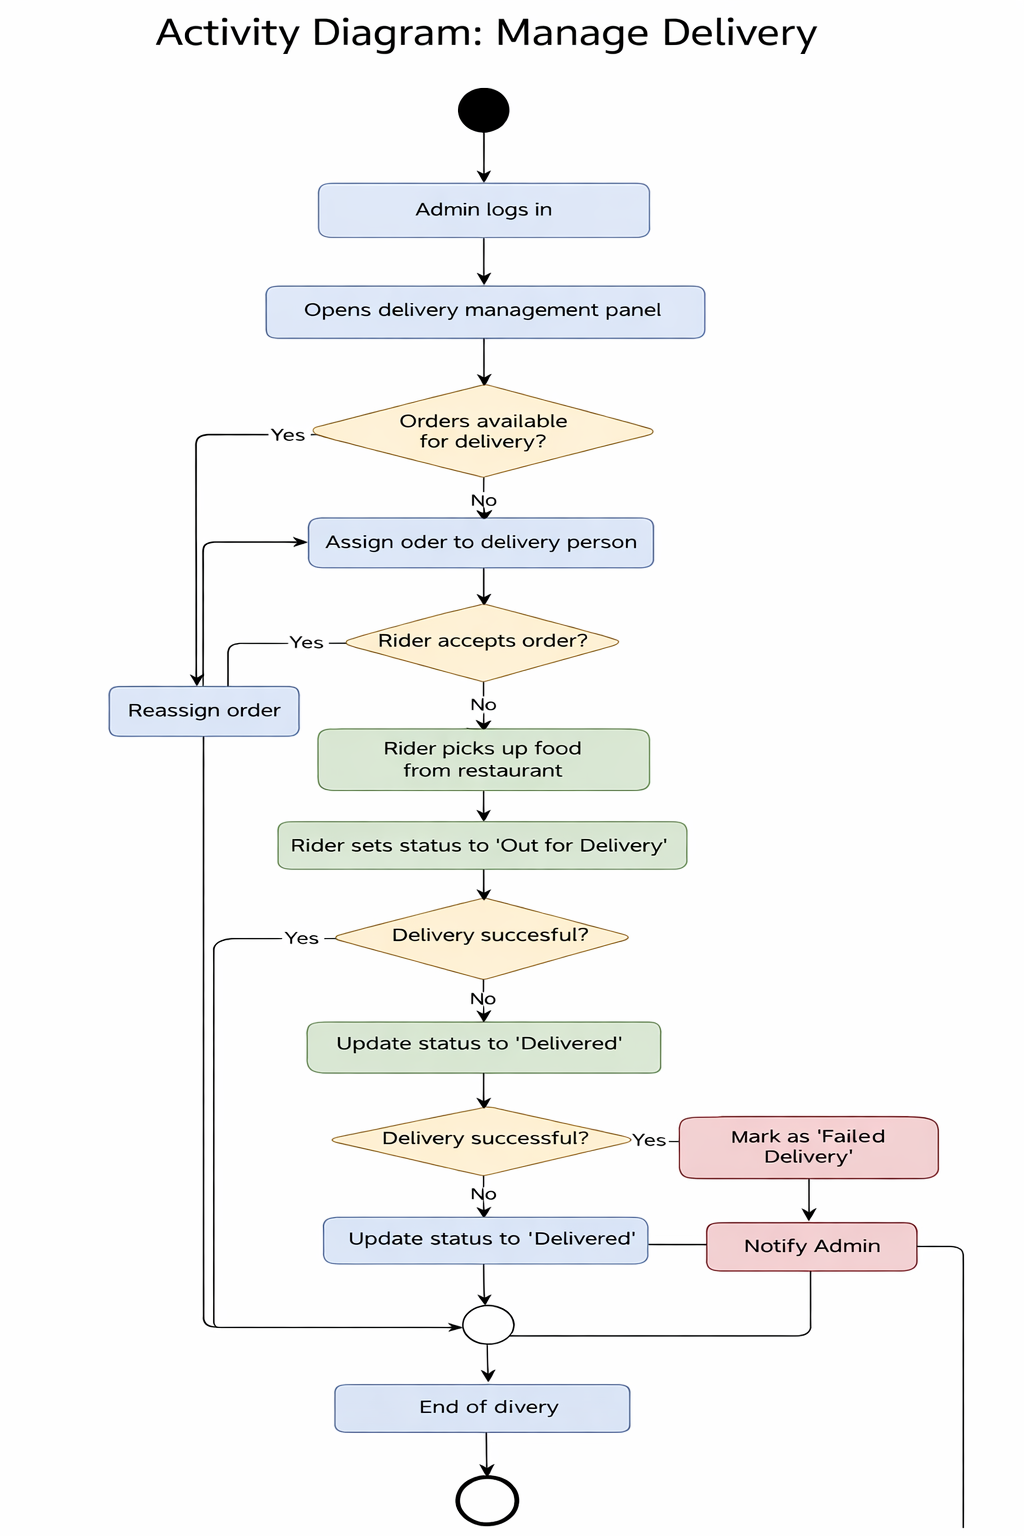 Activity Diagram: Manage Delivery
Admin logs in
Opens delivery management panel
Orders available
for delivery?
Yes
No
Assign oder to delivery person
Rider accepts order?
Yes
No
Reassign order
Rider picks up food
from restaurant
Rider sets status to 'Out for Delivery'
Delivery succesful?
Yes
No
Update status to 'Delivered'
Delivery successful?
Yes
Mark as 'Failed
Delivery'
No
Update status to 'Delivered'
Notify Admin
End of divery